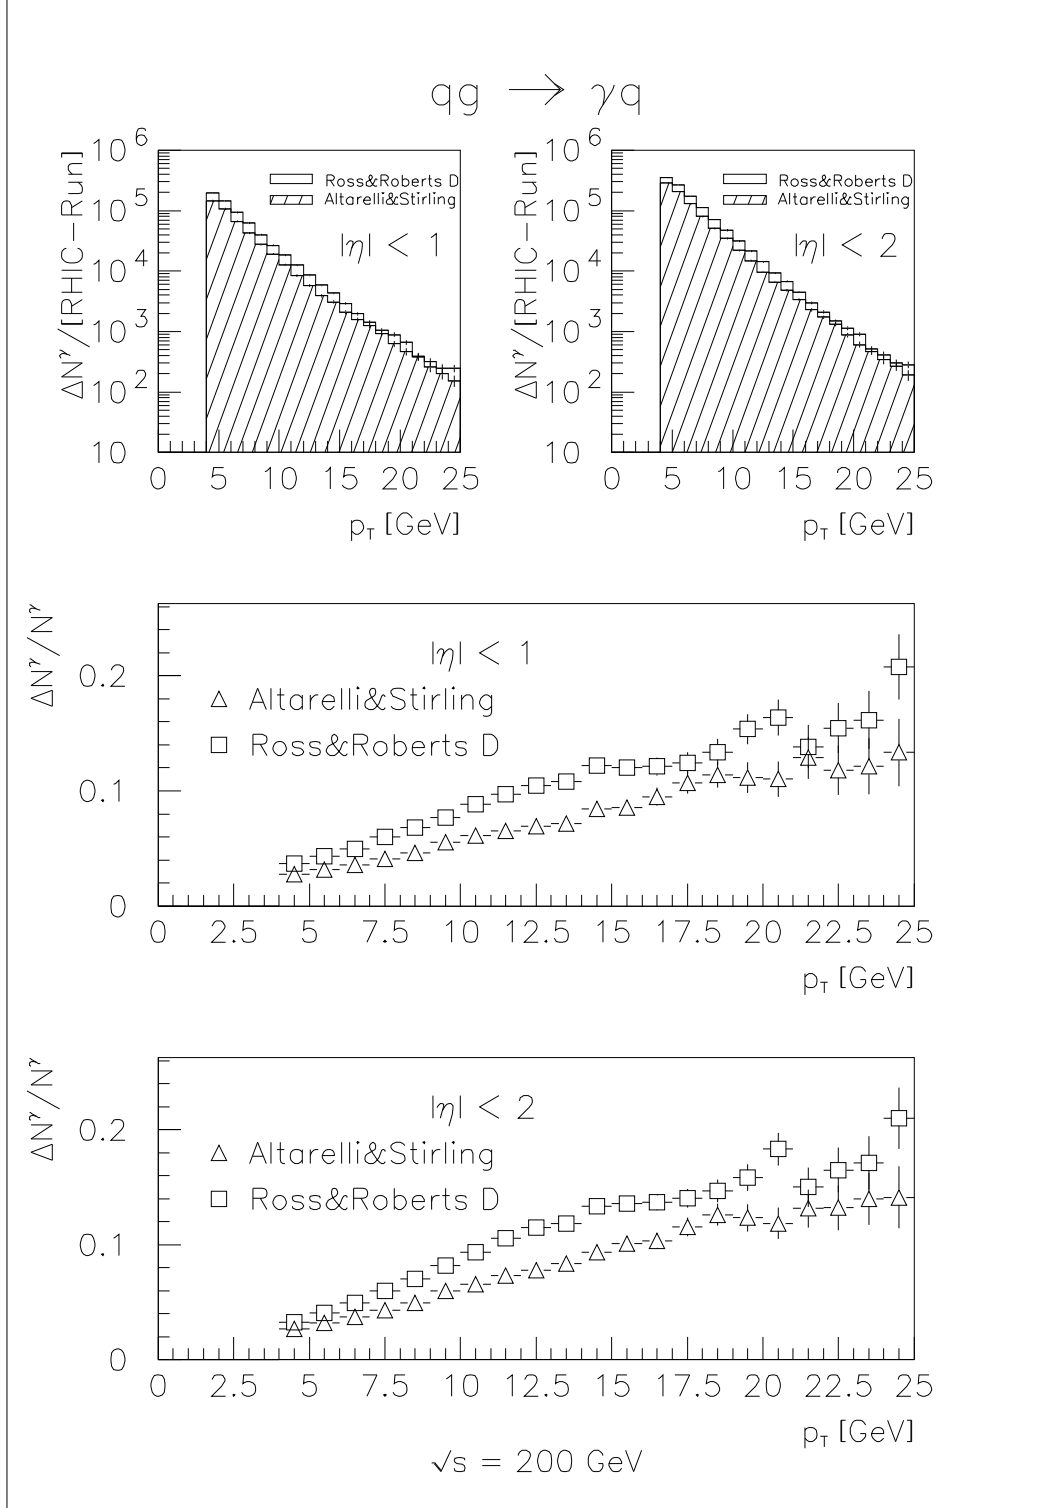 qg → γq
ΔN^γ/[RHIC−Run]
10^6
10^5
10^4
10^3
10^2
10
Ross&Roberts D
Altarelli&Stirling
|η| < 1
0 5 10 15 20 25
p_T [GeV]
ΔN^γ/[RHIC−Run]
10^6
10^5
10^4
10^3
10^2
10
Ross&Roberts D
Altarelli&Stirling
|η| < 2
0 5 10 15 20 25
p_T [GeV]
ΔN^γ/N^γ
|η| < 1
0.2
Altarelli&Stirling
Ross&Roberts D
0.1
0
0 2.5 5 7.5 10 12.5 15 17.5 20 22.5 25
p_T [GeV]
ΔN^γ/N^γ
|η| < 2
0.2
Altarelli&Stirling
Ross&Roberts D
0.1
0
0 2.5 5 7.5 10 12.5 15 17.5 20 22.5 25
p_T [GeV]
√s = 200 GeV